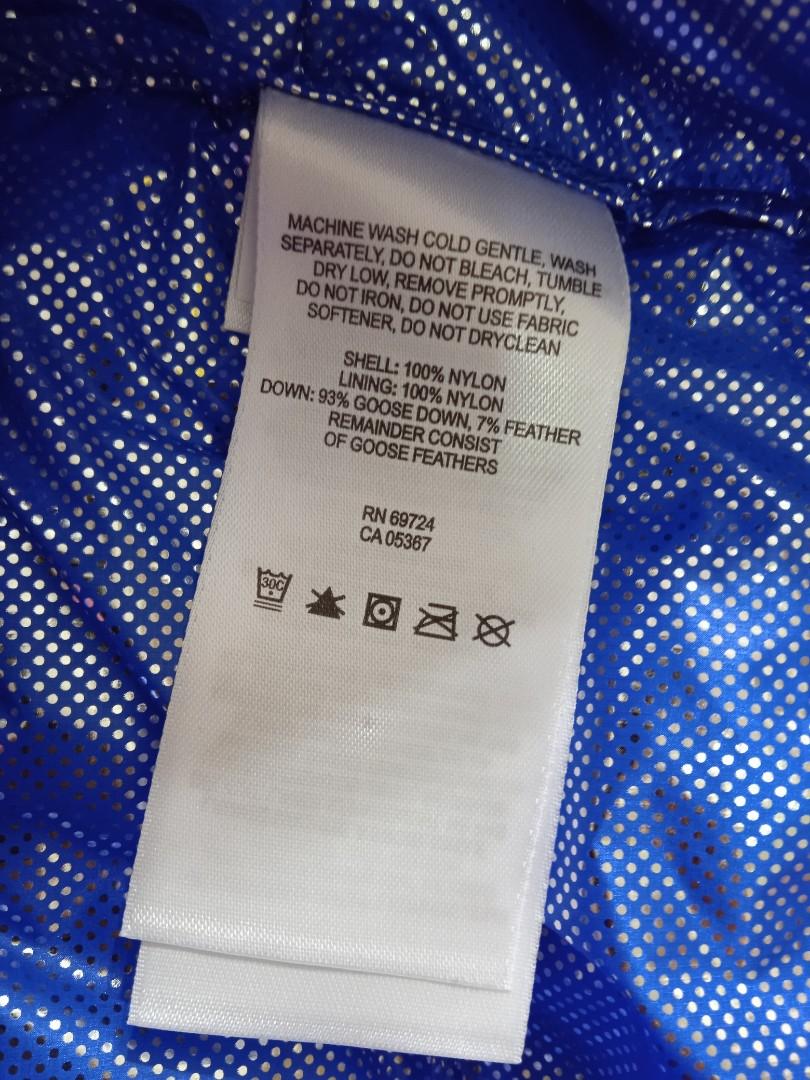 MACHINE WASH COLD GENTLE, WASH
SEPARATELY, DO NOT BLEACH, TUMBLE
DRY LOW, REMOVE PROMPTLY,
DO NOT IRON, DO NOT USE FABRIC
SOFTENER, DO NOT DRYCLEAN
SHELL: 100% NYLON
LINING: 100% NYLON
DOWN: 93% GOOSE DOWN, 7% FEATHER
REMAINDER CONSIST
OF GOOSE FEATHERS
RN 69724
CA 05367
30C